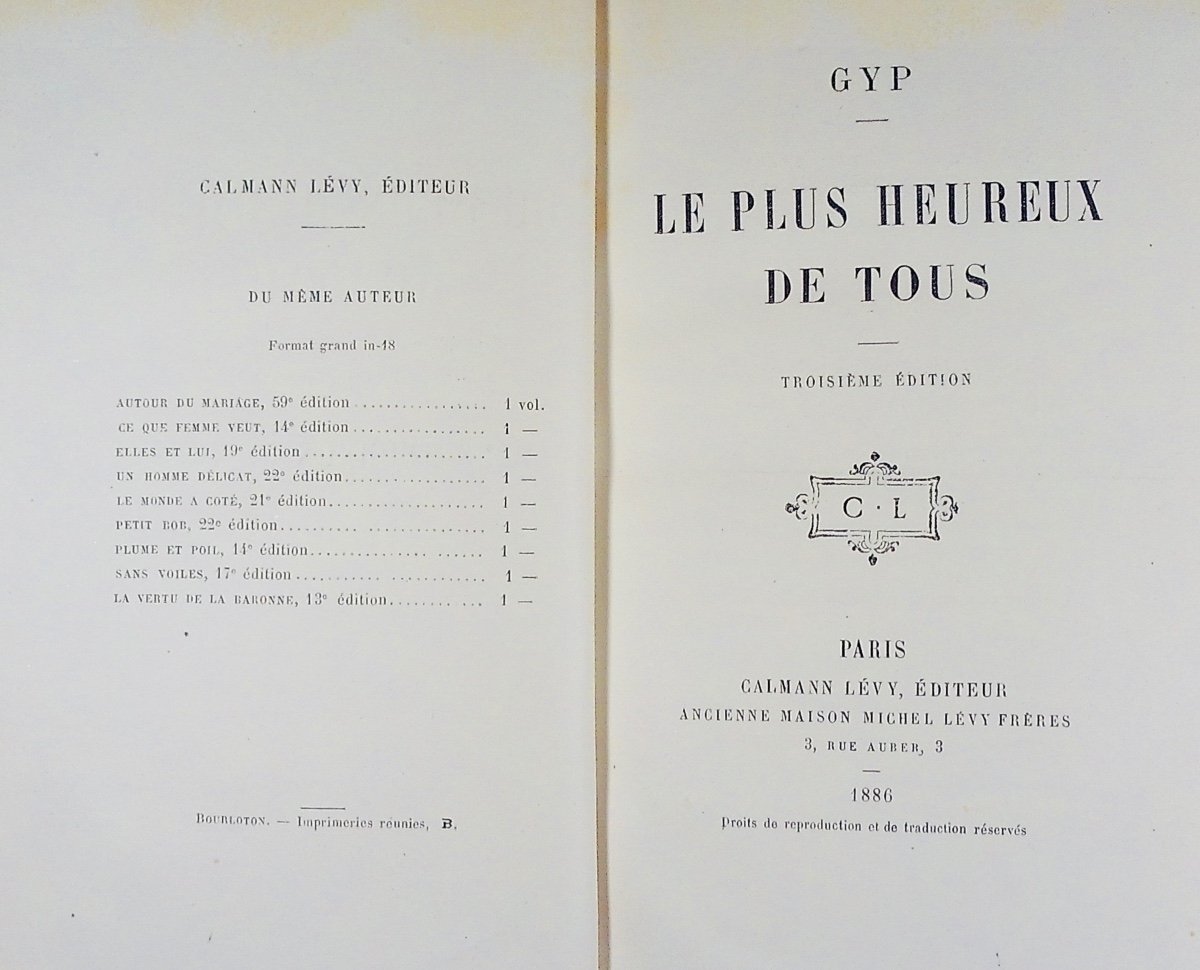 CALMANN LÉVY, ÉDITEUR
DU MÊME AUTEUR
Format grand in-18
AUTOUR DU MARIAGE, 59e édition ................ 1 vol.
CE QUE FEMME VEUT, 14e édition ................ 1 —
ELLES ET LUI, 19e édition ...................... 1 —
UN HOMME DÉLICAT, 22e édition ................. 1 —
LE MONDE A COTÉ, 21e édition ................... 1 —
PETIT BOB, 22e édition ......... .............. 1 —
PLUME ET POIL, 14e édition ............. ...... 1 —
SANS VOILES, 17e édition .......... ............ 1 —
LA VERTU DE LA BARONNE, 13e édition ........ ... 1 —
BOURLOTON. — Imprimeries réunies, B.
GYP
LE PLUS HEUREUX
DE TOUS
TROISIÈME ÉDITION
C · L
PARIS
CALMANN LÉVY, ÉDITEUR
ANCIENNE MAISON MICHEL LÉVY FRÈRES
3, RUE AUBER, 3
1886
Droits de reproduction et de traduction réservés